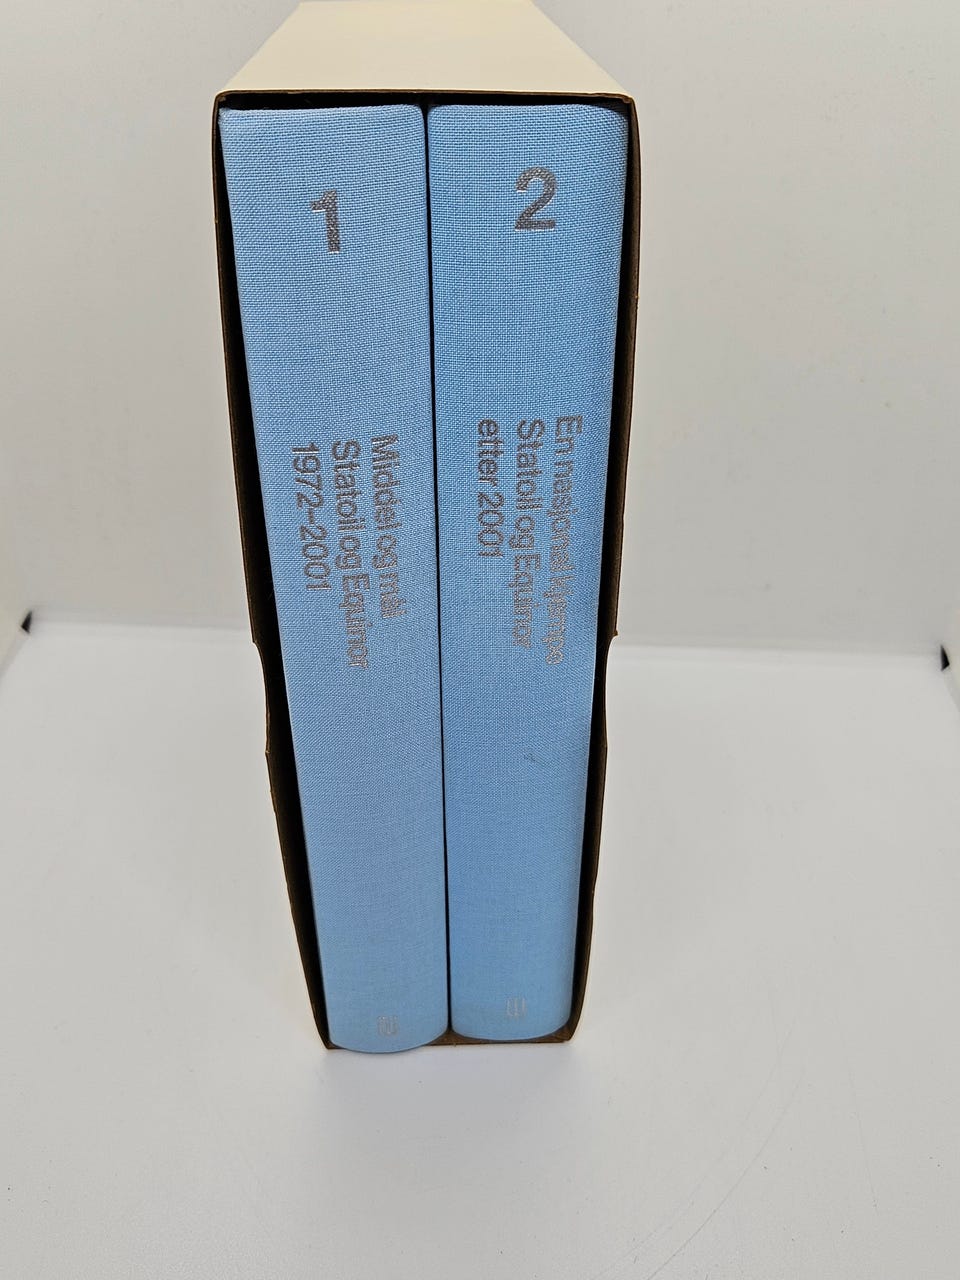 1
Middel og mål
Statoil og Equinor
1972–2001
2
En nasjonal kjempe
Statoil og Equinor
etter 2001